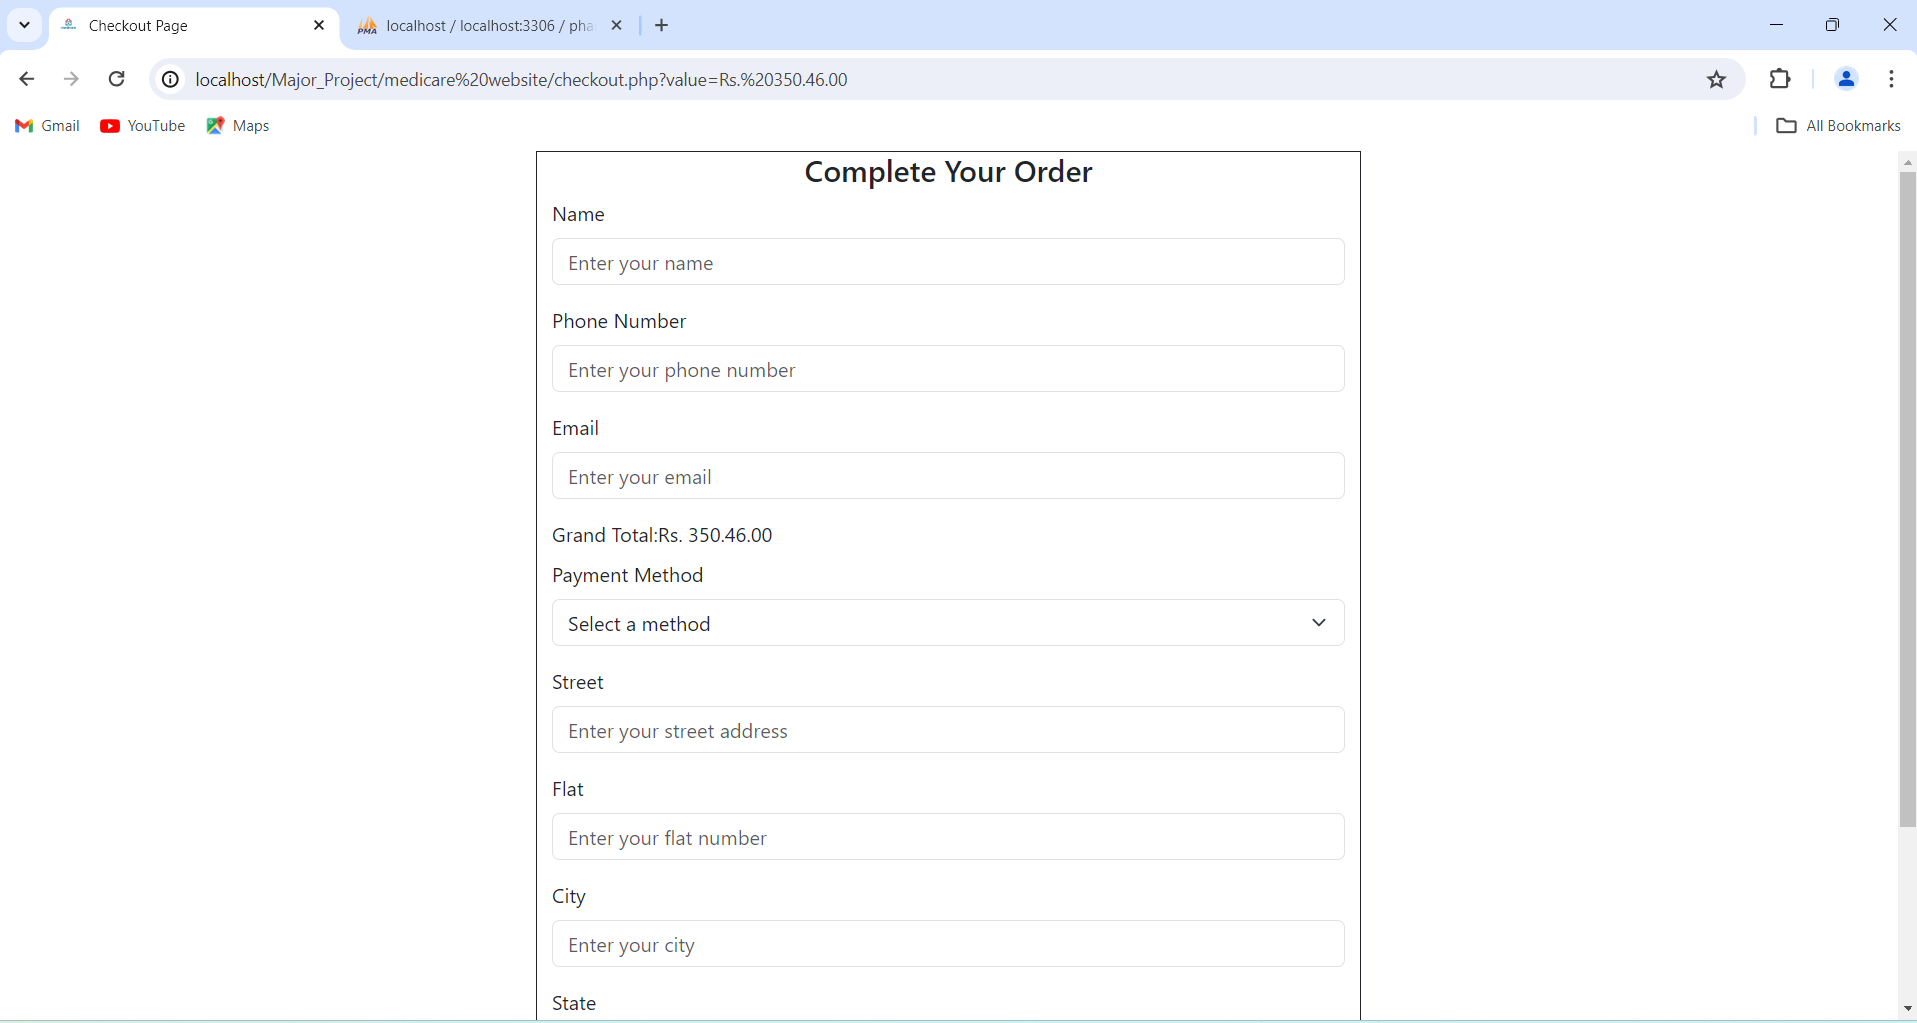 Checkout Page
localhost / localhost:3306 / pha
localhost/Major_Project/medicare%20website/checkout.php?value=Rs.%20350.46.00
Gmail
YouTube
Maps
All Bookmarks
Complete Your Order
Name
Enter your name
Phone Number
Enter your phone number
Email
Enter your email
Grand Total:Rs. 350.46.00
Payment Method
Select a method
Street
Enter your street address
Flat
Enter your flat number
City
Enter your city
State